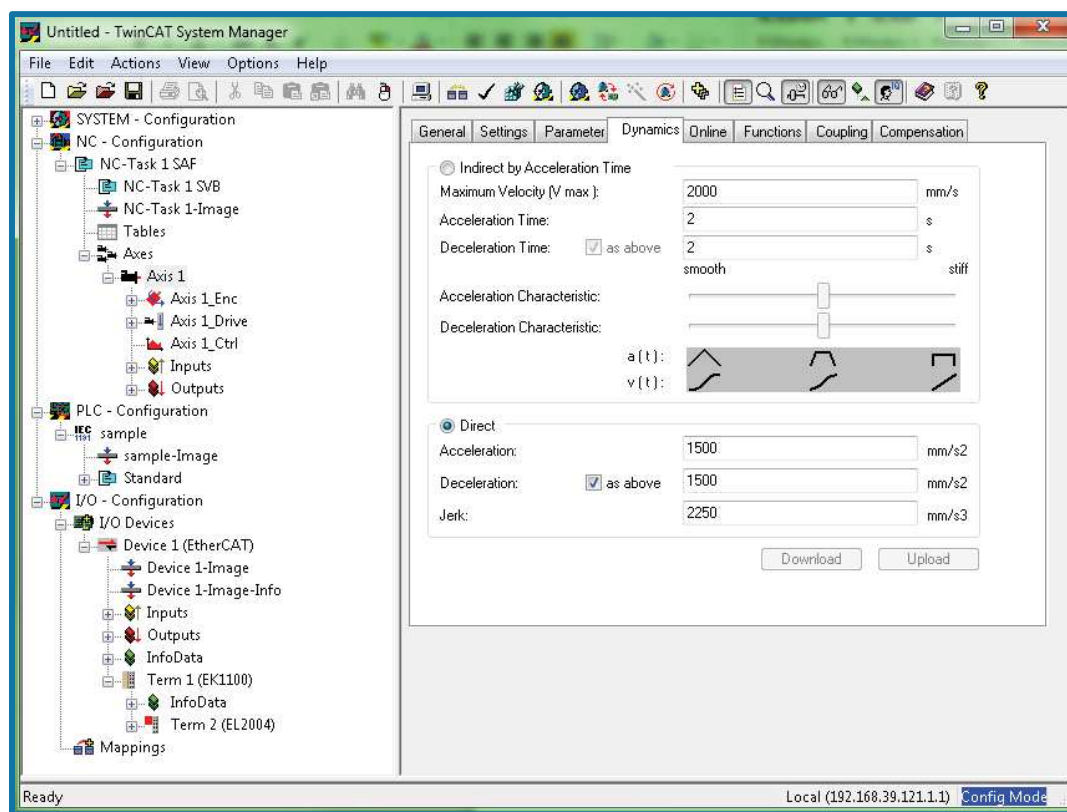 Untitled - TwinCAT System Manager
File Edit Actions View Options Help
SYSTEM - Configuration
NC - Configuration
NC-Task 1 SAF
NC-Task 1 SVB
NC-Task 1-Image
Tables
Axes
Axis 1
Axis 1_Enc
Axis 1_Drive
Axis 1_Ctrl
Inputs
Outputs
PLC - Configuration
IEC 1131 sample
sample-Image
Standard
I/O - Configuration
I/O Devices
Device 1 (EtherCAT)
Device 1-Image
Device 1-Image-Info
Inputs
Outputs
InfoData
Term 1 (EK1100)
InfoData
Term 2 (EL2004)
Mappings
General Settings Parameter Dynamics Online Functions Coupling Compensation
Indirect by Acceleration Time
Maximum Velocity (V max ): 2000 mm/s
Acceleration Time: 2 s
Deceleration Time: as above 2 s
smooth stiff
Acceleration Characteristic:
Deceleration Characteristic:
a(t):
v(t):
Direct
Acceleration: 1500 mm/s2
Deceleration: as above 1500 mm/s2
Jerk: 2250 mm/s3
Download Upload
Ready Local (192.168.39.121.1.1) Config Mode